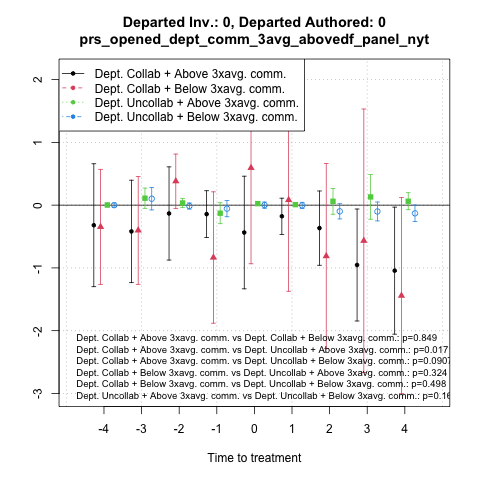 Departed Inv.: 0, Departed Authored: 0
prs_opened_dept_comm_3avg_abovedf_panel_nyt
Dept. Collab + Above 3xavg. comm.
Dept. Collab + Below 3xavg. comm.
Dept. Uncollab + Above 3xavg. comm.
Dept. Uncollab + Below 3xavg. comm.
2
1
0
-1
-2
-3
Dept. Collab + Above 3xavg. comm. vs Dept. Collab + Below 3xavg. comm.: p=0.849
Dept. Collab + Above 3xavg. comm. vs Dept. Uncollab + Above 3xavg. comm.: p=0.017
Dept. Collab + Above 3xavg. comm. vs Dept. Uncollab + Below 3xavg. comm.: p=0.0907
Dept. Collab + Below 3xavg. comm. vs Dept. Uncollab + Above 3xavg. comm.: p=0.324
Dept. Collab + Below 3xavg. comm. vs Dept. Uncollab + Below 3xavg. comm.: p=0.498
Dept. Uncollab + Above 3xavg. comm. vs Dept. Uncollab + Below 3xavg. comm.: p=0.16
-4 -3 -2 -1 0 1 2 3 4
Time to treatment